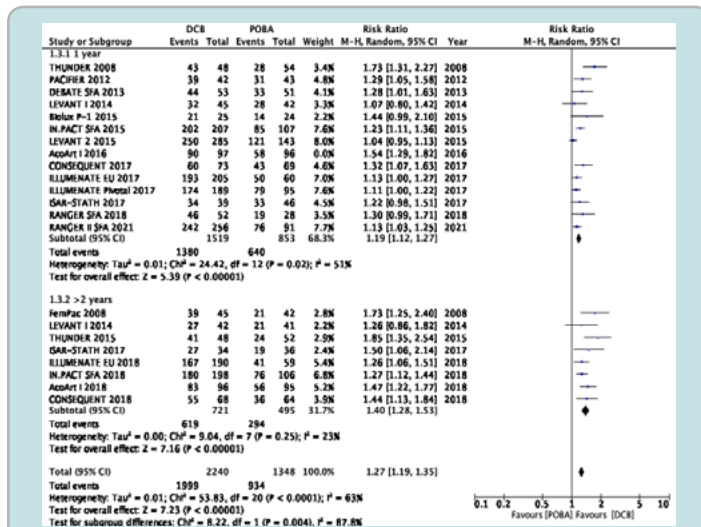 DCB POBA Risk Ratio Risk Ratio
Study or Subgroup Events Total Events Total Weight M-H, Random, 95% CI Year M-H, Random, 95% CI
1.3.1 1 year
THUNDER 2008 43 48 28 54 3.4% 1.73 [1.31, 2.27] 2008
PACIFIER 2012 39 42 31 43 5.0% 1.29 [1.05, 1.58] 2012
DEBATE SFA 2013 44 53 33 51 4.3% 1.28 [1.01, 1.63] 2013
LEVANT I 2014 32 45 28 42 3.2% 1.07 [0.80, 1.42] 2014
Biolux P-1 2015 21 25 14 24 2.0% 1.44 [0.99, 2.10] 2015
IN.PACT SFA 2015 202 207 85 107 9.0% 1.23 [1.11, 1.36] 2015
LEVANT 2 2015 250 285 121 143 9.5% 1.04 [0.95, 1.13] 2015
AcoArt I 2016 90 97 58 96 5.8% 1.54 [1.29, 1.82] 2016
CONSEQUENT 2017 60 73 43 69 4.9% 1.32 [1.07, 1.63] 2017
ILLUMENATE EU 2017 193 205 50 60 7.9% 1.13 [1.00, 1.27] 2017
ILLUMENATE Pivotal 2017 174 189 79 95 9.0% 1.11 [1.00, 1.22] 2017
ISAR-STATH 2017 34 39 33 46 4.9% 1.22 [0.98, 1.51] 2017
RANGER SFA 2018 46 52 19 28 3.5% 1.30 [0.99, 1.71] 2018
RANGER II SFA 2021 242 256 76 91 9.1% 1.13 [1.03, 1.25] 2021
Subtotal (95% CI) 1519 853 68.3% 1.19 [1.12, 1.27]
Total events 1380 640
Heterogeneity: Tau² = 0.01; Chi² = 24.42, df = 12 (P = 0.02); I² = 51%
Test for overall effect: Z = 5.39 (P < 0.00001)
1.3.2 >2 years
FemPac 2008 39 45 21 42 2.8% 1.73 [1.25, 2.40] 2008
LEVANT I 2014 27 42 21 41 2.2% 1.26 [0.86, 1.82] 2014
THUNDER 2015 41 48 24 52 2.8% 1.85 [1.35, 2.54] 2015
ISAR-STATH 2017 27 34 19 36 2.4% 1.50 [1.06, 2.14] 2017
ILLUMENATE EU 2018 167 190 41 59 5.9% 1.26 [1.06, 1.51] 2018
IN.PACT SFA 2018 180 198 76 106 8.0% 1.27 [1.12, 1.44] 2018
AcoArt I 2018 83 96 56 95 5.2% 1.47 [1.22, 1.77] 2018
CONSEQUENT 2018 55 68 36 64 4.0% 1.44 [1.13, 1.84] 2018
Subtotal (95% CI) 721 495 31.7% 1.40 [1.28, 1.53]
Total events 619 294
Heterogeneity: Tau² = 0.00; Chi² = 9.04, df = 7 (P = 0.25); I² = 23%
Test for overall effect: Z = 7.16 (P < 0.00001)
Total (95% CI) 2240 1348 100.0% 1.27 [1.19, 1.35]
Total events 1999 934
Heterogeneity: Tau² = 0.01; Chi² = 53.83, df = 20 (P < 0.0001); I² = 63%
Test for overall effect: Z = 7.23 (P < 0.00001)
Test for subgroup differences: Chi² = 8.22, df = 1 (P = 0.004), I² = 87.8%
0.1 0.2 0.5 1 2 5 10
Favours [POBA] Favours [DCB]